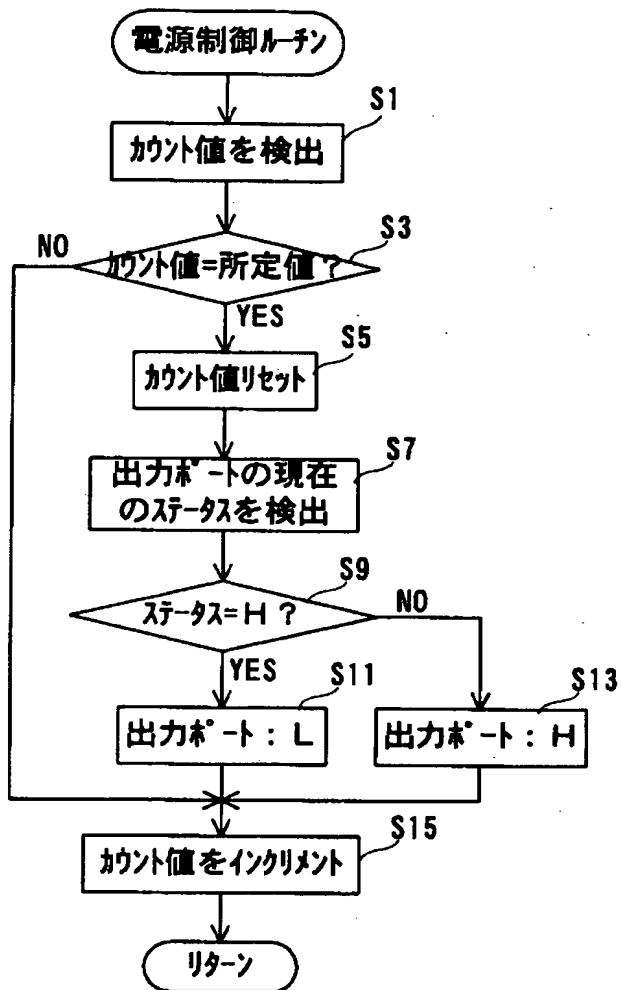 電源制御ルーチン
S1
カウント値を検出
S3
NO
カウント値=所定値?
YES
S5
カウント値リセット
S7
出力ポートの現在
のステータスを検出
S9
ステータス=H?
NO
YES
S11
S13
出力ポート:L
出力ポート:H
S15
カウント値をインクリメント
リターン